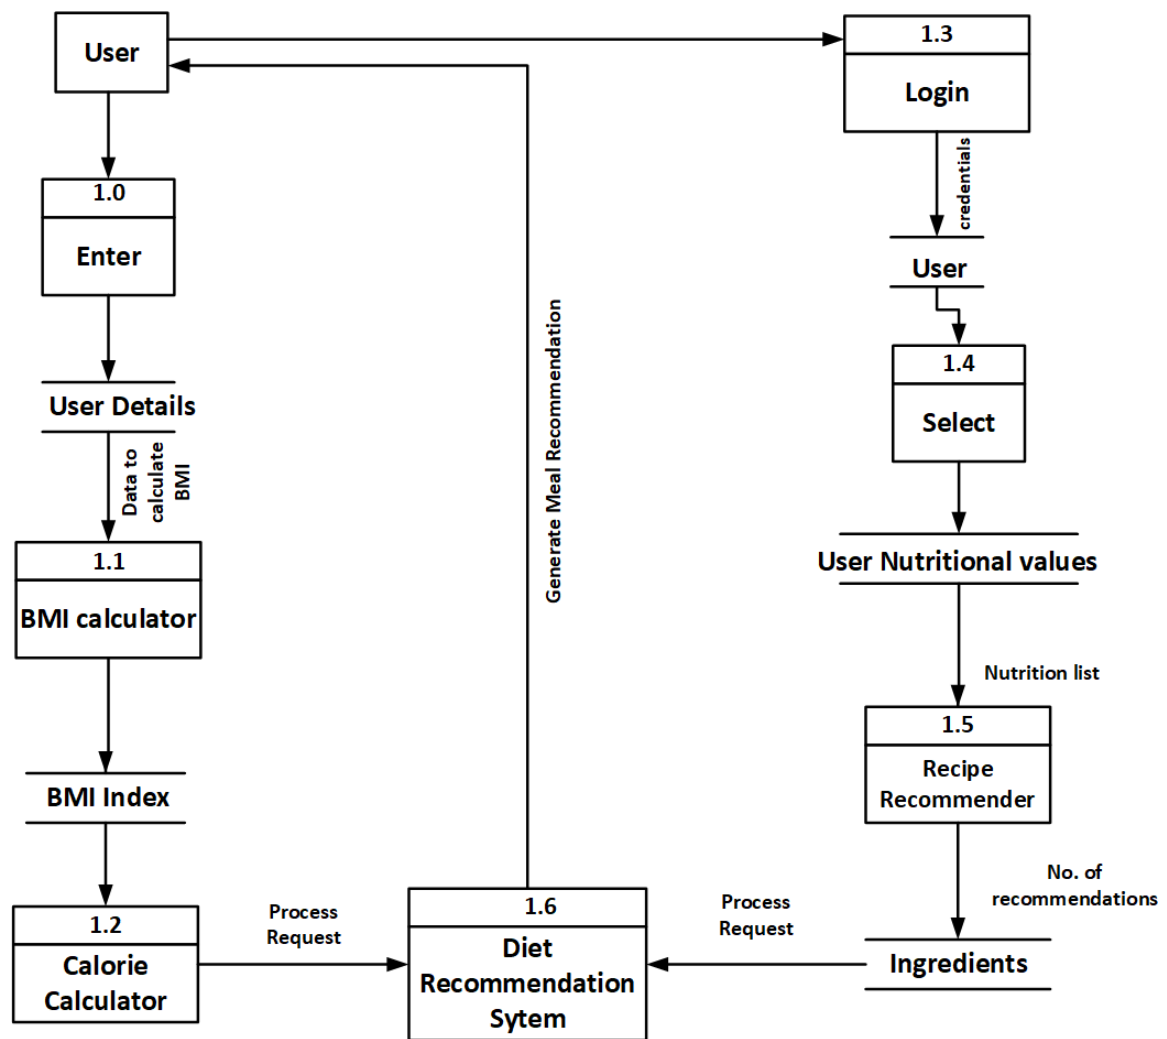 User
1.3
Login
credentials
1.0
Enter
User
User Details
1.4
Select
Data to
calculate
BMI
Generate Meal Recommendation
1.1
BMI calculator
User Nutritional values
Nutrition list
1.5
Recipe
Recommender
BMI Index
No. of
recommendations
1.2
Calorie
Calculator
Process
Request
1.6
Diet
Recommendation
Sytem
Process
Request
Ingredients